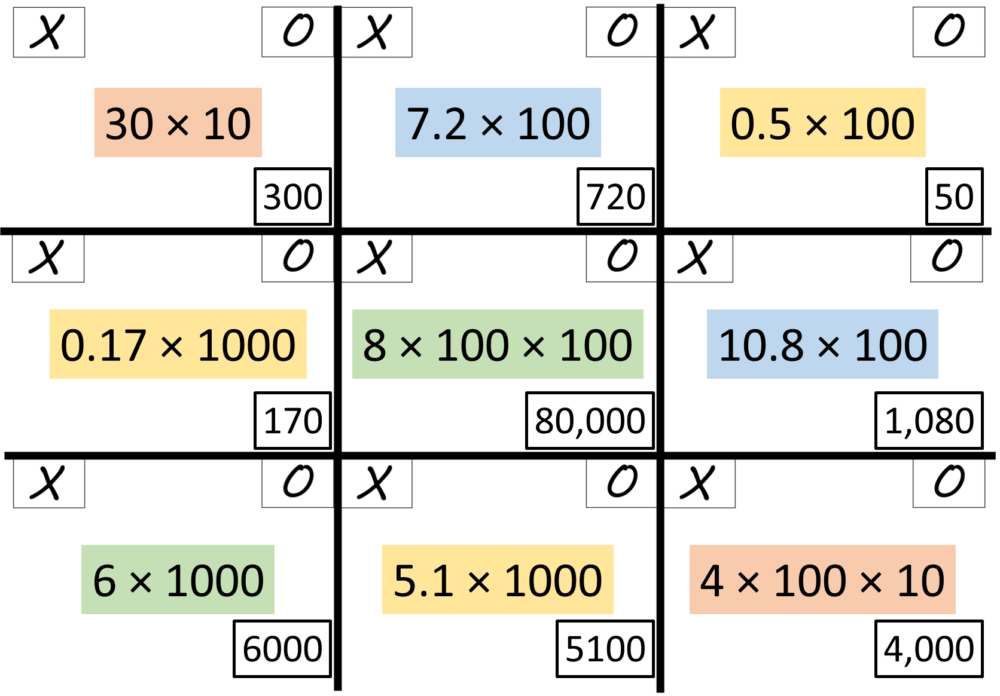 X O X O X O
30 × 10 7.2 × 100 0.5 × 100
300 720 50
X O X O X O
0.17 × 1000 8 × 100 × 100 10.8 × 100
170 80,000 1,080
X O X O X O
6 × 1000 5.1 × 1000 4 × 100 × 10
6000 5100 4,000